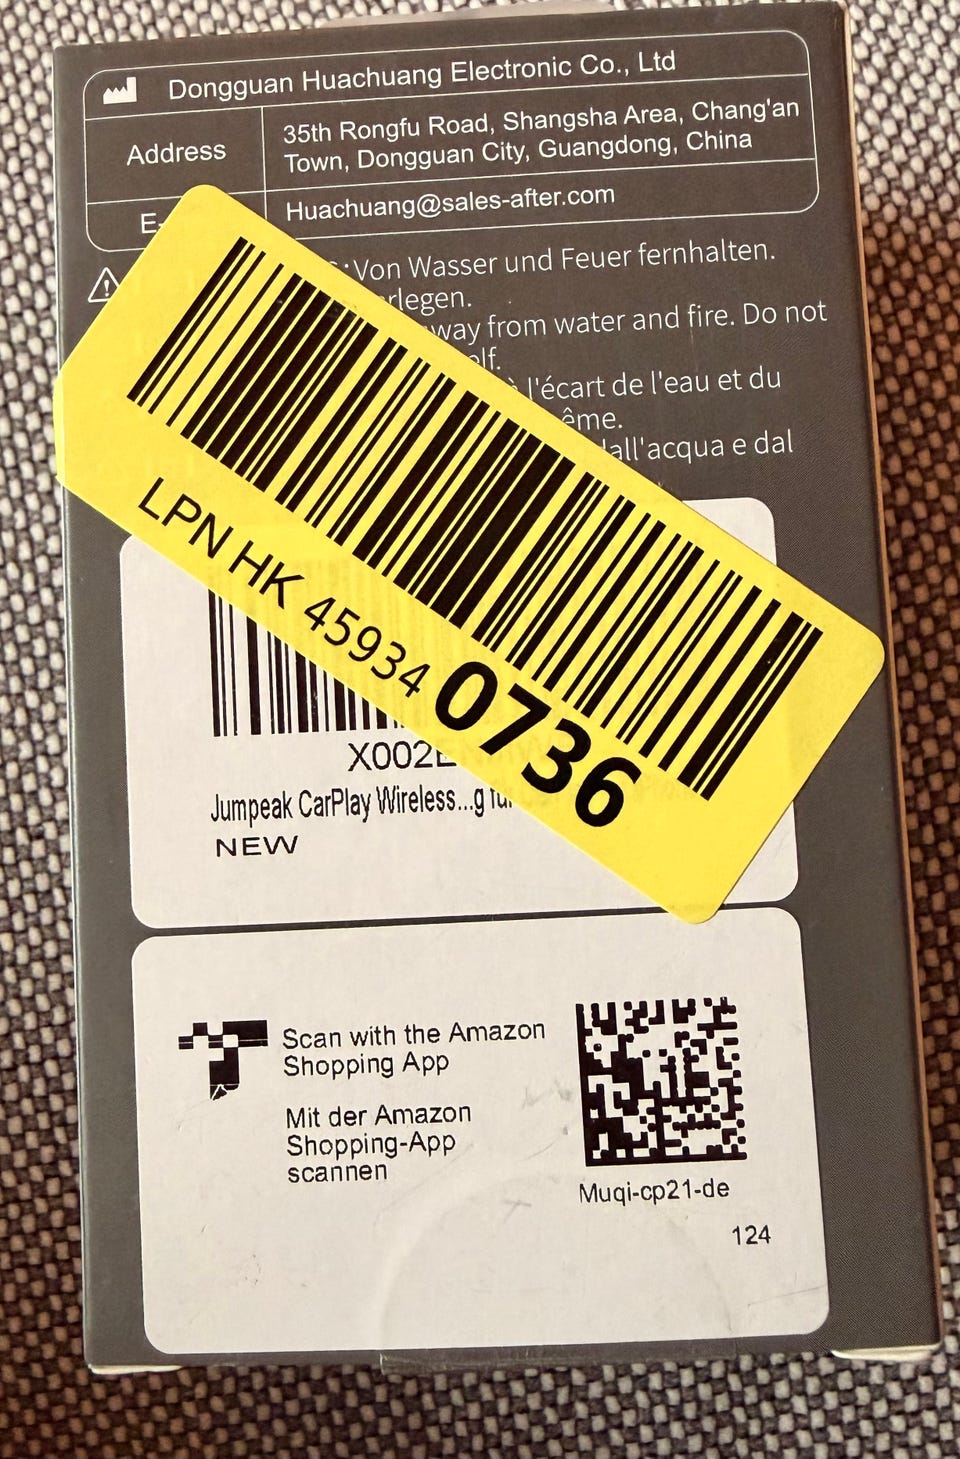 Dongguan Huachuang Electronic Co., Ltd
Address
35th Rongfu Road, Shangsha Area, Chang'an
Town, Dongguan City, Guangdong, China
E-
Huachuang@sales-after.com
Von Wasser und Feuer fernhalten.
rlegen.
way from water and fire. Do not
elf.
à l'écart de l'eau et du
ême.
dall'acqua e dal
LPN HK 45934 0736
X002E
Jumpeak CarPlay Wireless...g für
NEW
Scan with the Amazon
Shopping App
Mit der Amazon
Shopping-App
scannen
Muqi-cp21-de
124